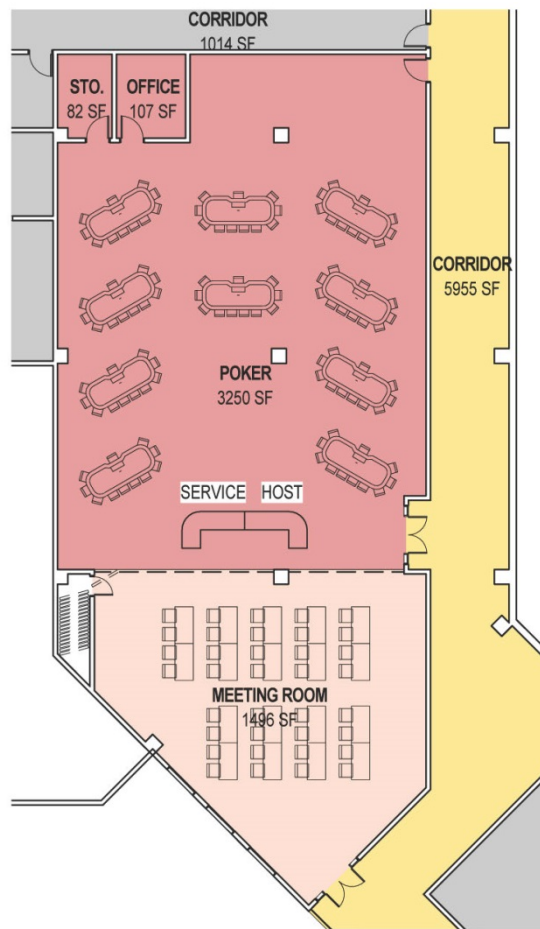 CORRIDOR
1014 SF
STO.
82 SF
OFFICE
107 SF
CORRIDOR
5955 SF
POKER
3250 SF
SERVICE HOST
MEETING ROOM
1496 SF